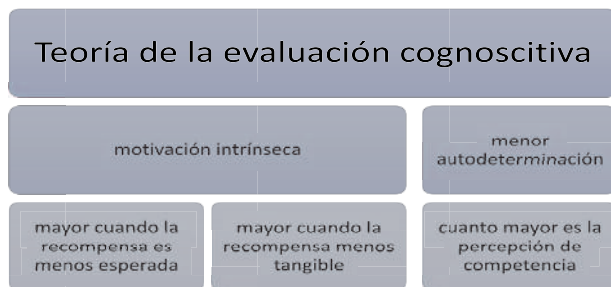 Teoría de la evaluación cognoscitiva
motivación intrínseca
menor
autodeterminación
mayor cuando la
recompensa es
menos esperada
mayor cuando la
recompensa menos
tangible
cuanto mayor es la
percepción de
competencia